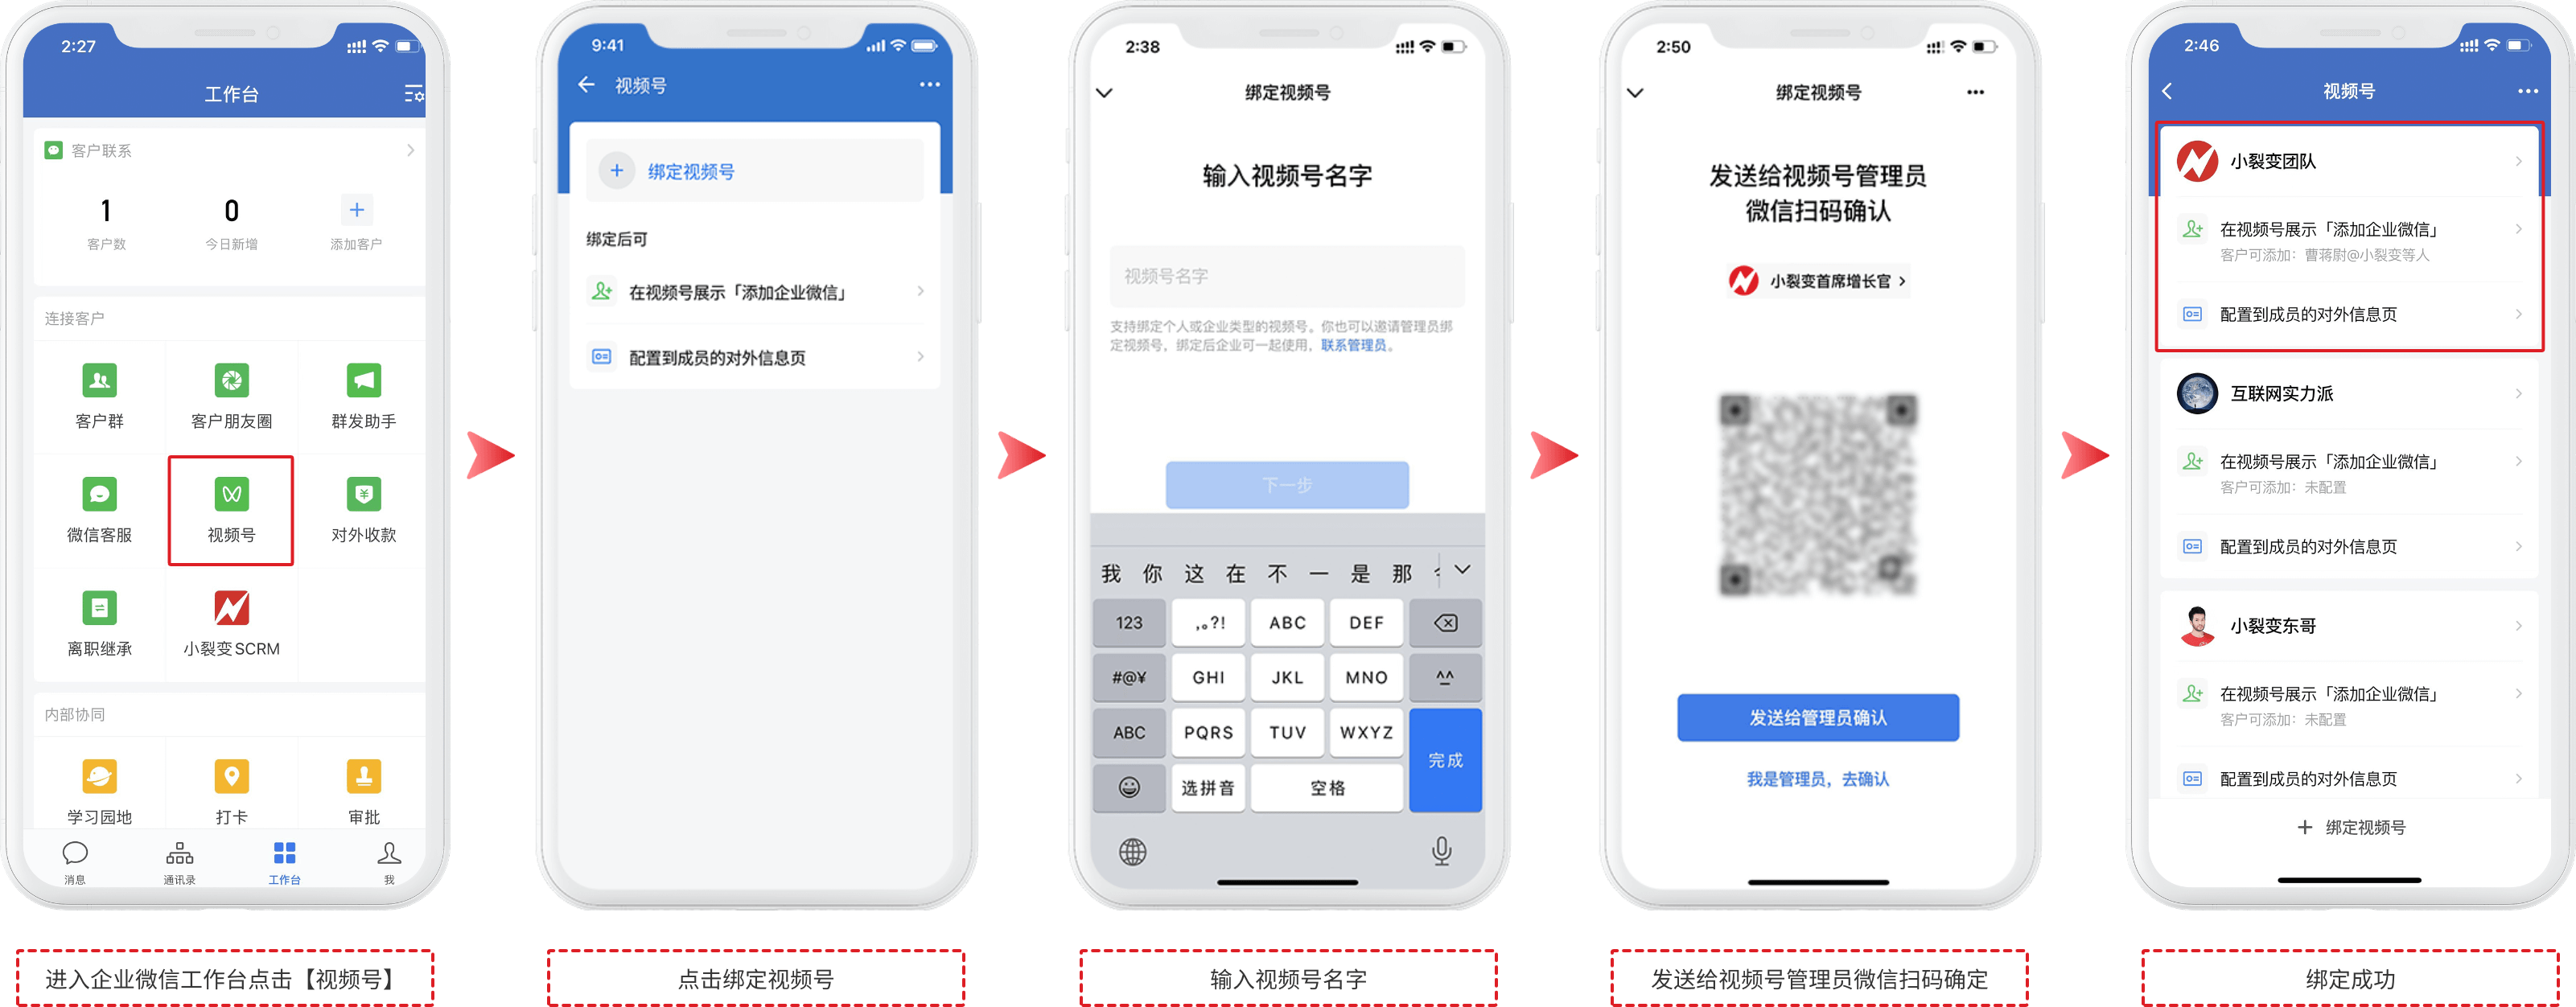 2:27
工作台
客户联系
1
0
客户数
今日新增
添加客户
连接客户
客户群
客户朋友圈
群发助手
微信客服
视频号
对外收款
离职继承
小裂变SCRM
内部协同
学习园地
打卡
审批
消息
通讯录
工作台
我
进入企业微信工作台点击【视频号】
9:41
视频号
绑定视频号
绑定后可
在视频号展示「添加企业微信」
配置到成员的对外信息页
点击绑定视频号
2:38
绑定视频号
输入视频号名字
视频号名字
支持绑定个人或企业类型的视频号。你也可以邀请管理员绑
定视频号，绑定后企业可一起使用，联系管理员。
下一步
我 你 这 在 不 一 是 那
123 ,。?! ABC DEF
#@¥ GHI JKL MNO ^^
ABC PQRS TUV WXYZ
完成
选拼音 空格
输入视频号名字
2:50
绑定视频号
发送给视频号管理员
微信扫码确认
小裂变首席增长官
发送给管理员确认
我是管理员，去确认
发送给视频号管理员微信扫码确定
2:46
视频号
小裂变团队
在视频号展示「添加企业微信」
客户可添加：曹蒋尉@小裂变等人
配置到成员的对外信息页
互联网实力派
在视频号展示「添加企业微信」
客户可添加：未配置
配置到成员的对外信息页
小裂变东哥
在视频号展示「添加企业微信」
客户可添加：未配置
配置到成员的对外信息页
绑定视频号
绑定成功